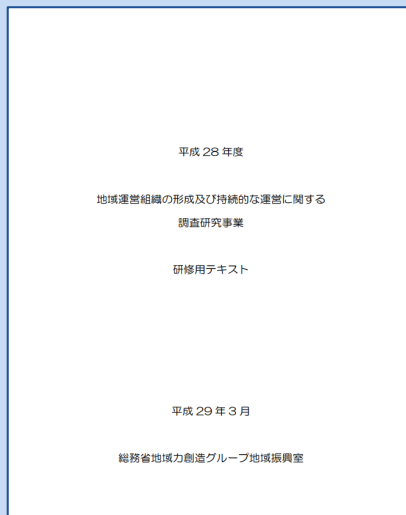 平成 28 年度
地域運営組織の形成及び持続的な運営に関する
調査研究事業
研修用テキスト
平成 29 年 3 月
総務省地域力創造グループ地域振興室